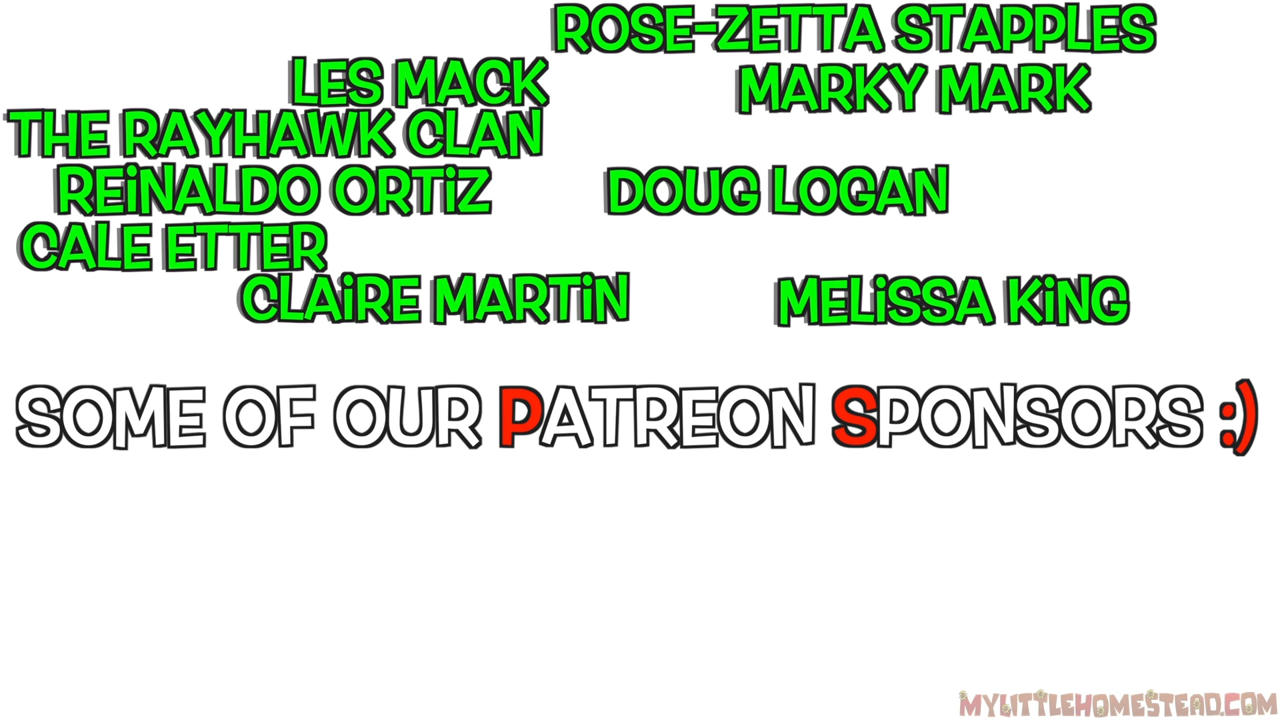 ROSE-ZETTA STAPPLES
LES MACK
MARKY MARK
THE RAYHAWK CLAN
REiNALDO ORTiZ
DOUG LOGAN
CALE ETTER
CLAiRE MARTiN
MELiSSA KiNG
SOME OF OUR PATREON SPONSORS :)
MYLITTLEHOMESTEAD.COM